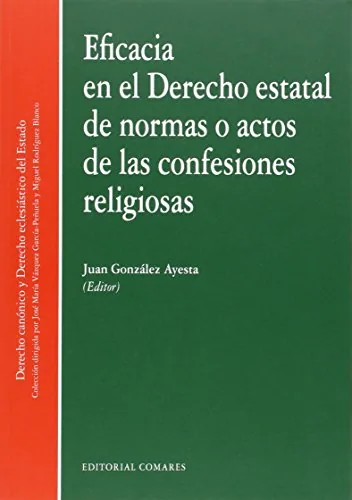 Eficacia
en el Derecho estatal
de normas o actos
de las confesiones
religiosas
Juan González Ayesta
(Editor)
EDITORIAL COMARES
Derecho canónico y Derecho eclesiástico del Estado
Colección dirigida por José María Vázquez García-Peñuela y Miguel Rodríguez Blanco